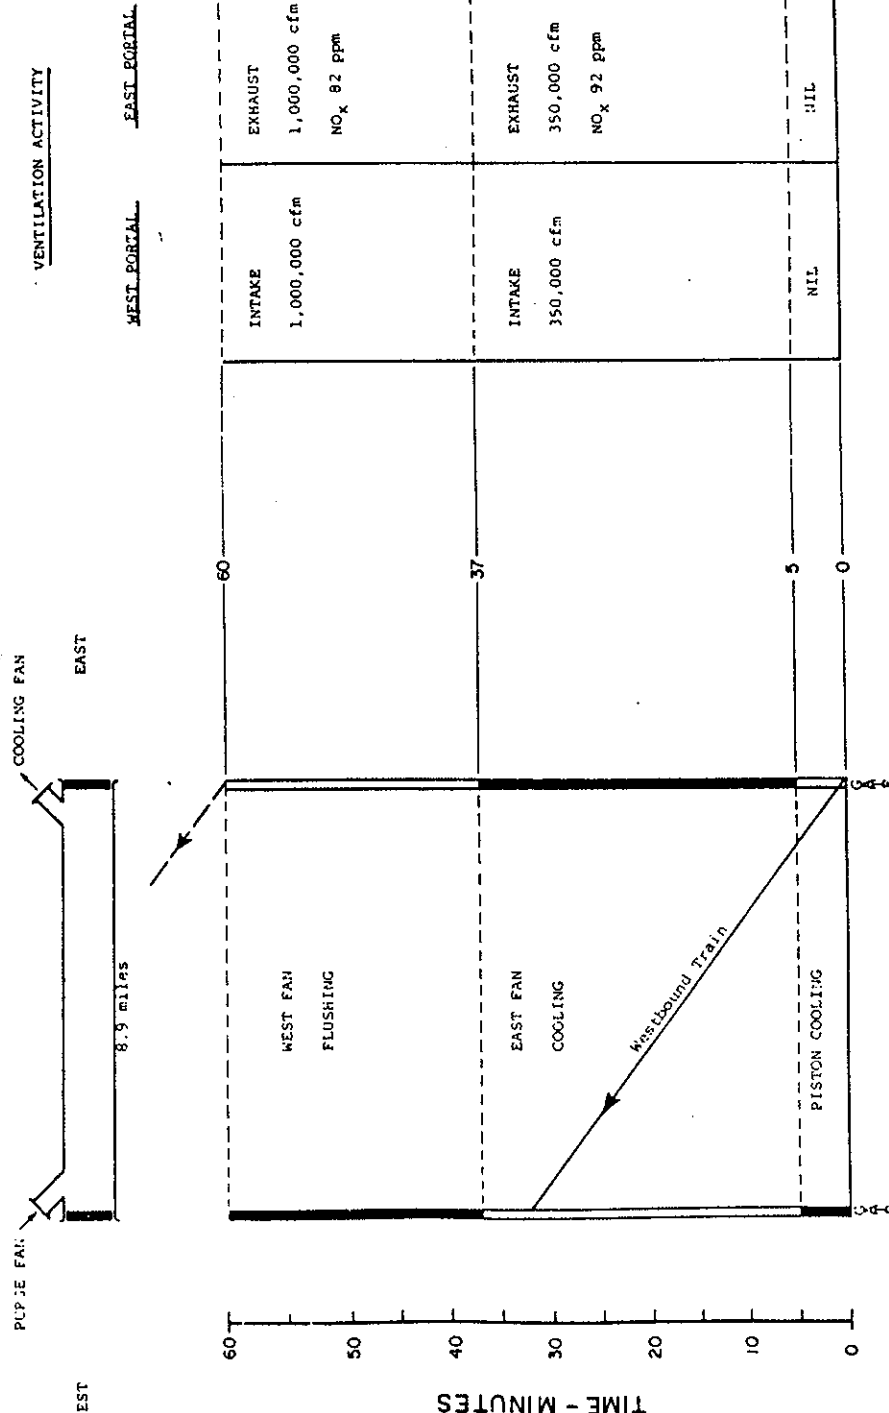 VENTILATION ACTIVITY
WEST PORTAL
EAST PORTAL
PURGE FAN
COOLING FAN
EAST
8.9 miles
60
50
40
30
20
10
0
TIME - MINUTES
WEST FAN
FLUSHING
EAST FAN
COOLING
Westbound Train
PISTON COOLING
60
37
5
0
INTAKE
1,000,000 cfm
EXHAUST
1,000,000 cfm
NOx 82 ppm
INTAKE
350,000 cfm
EXHAUST
350,000 cfm
NOx 92 ppm
NIL
NIL